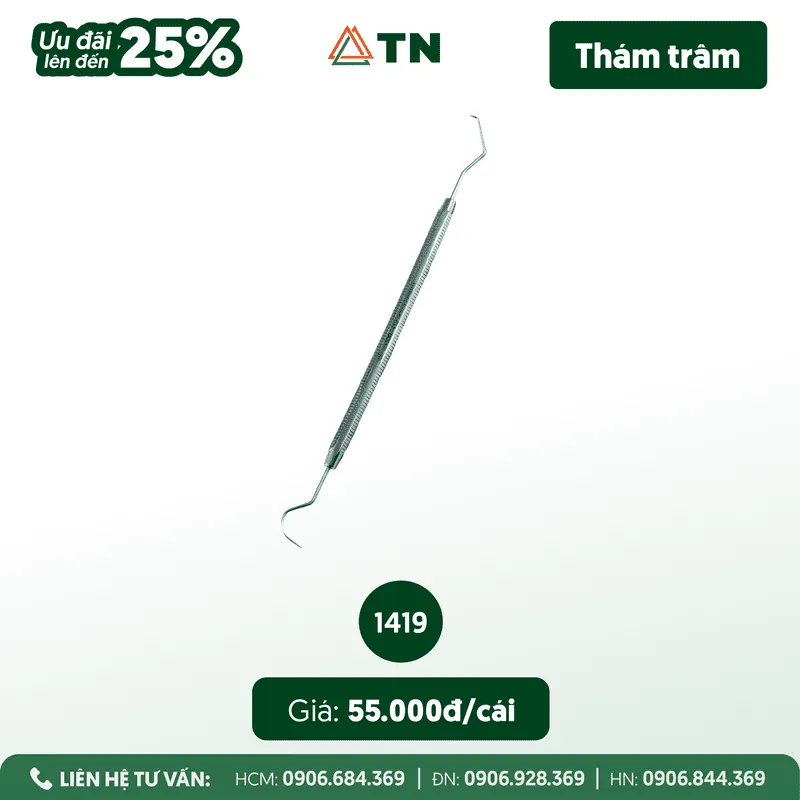 Ưu đãi
lên đến 25%
TN
Thám trâm
1419
Giá: 55.000đ/cái
LIÊN HỆ TƯ VẤN: HCM: 0906.684.369 | ĐN: 0906.928.369 | HN: 0906.844.369